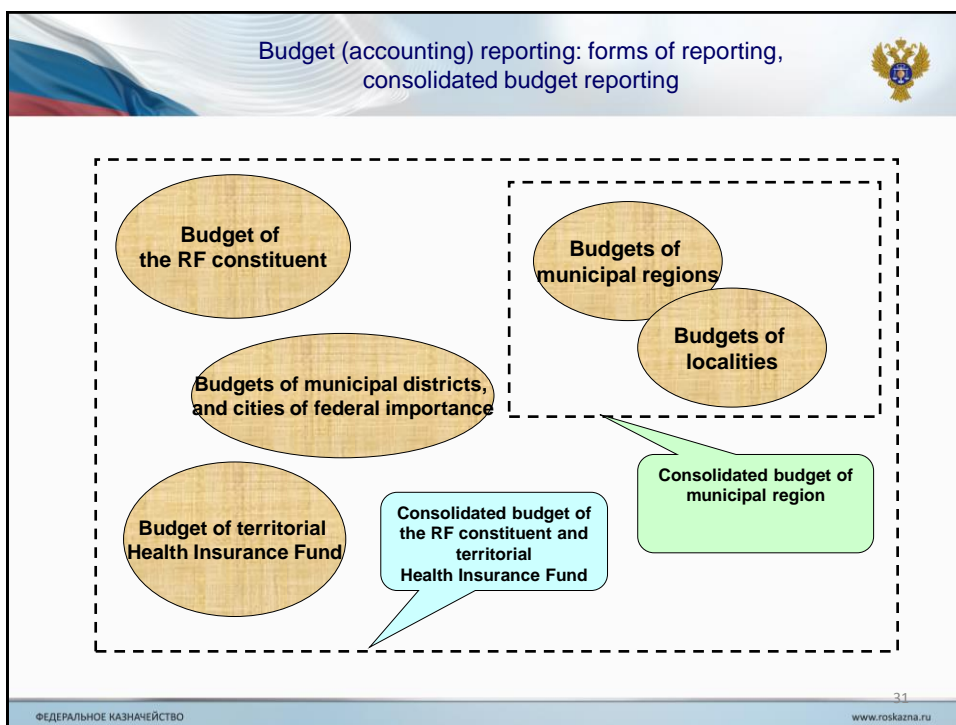 Budget (accounting) reporting: forms of reporting,
consolidated budget reporting
Budget of
the RF constituent
Budgets of
municipal regions
Budgets of
localities
Budgets of municipal districts,
and cities of federal importance
Consolidated budget of
municipal region
Budget of territorial
Health Insurance Fund
Consolidated budget of
the RF constituent and
territorial
Health Insurance Fund
31
ФЕДЕРАЛЬНОЕ КАЗНАЧЕЙСТВО
www.roskazna.ru